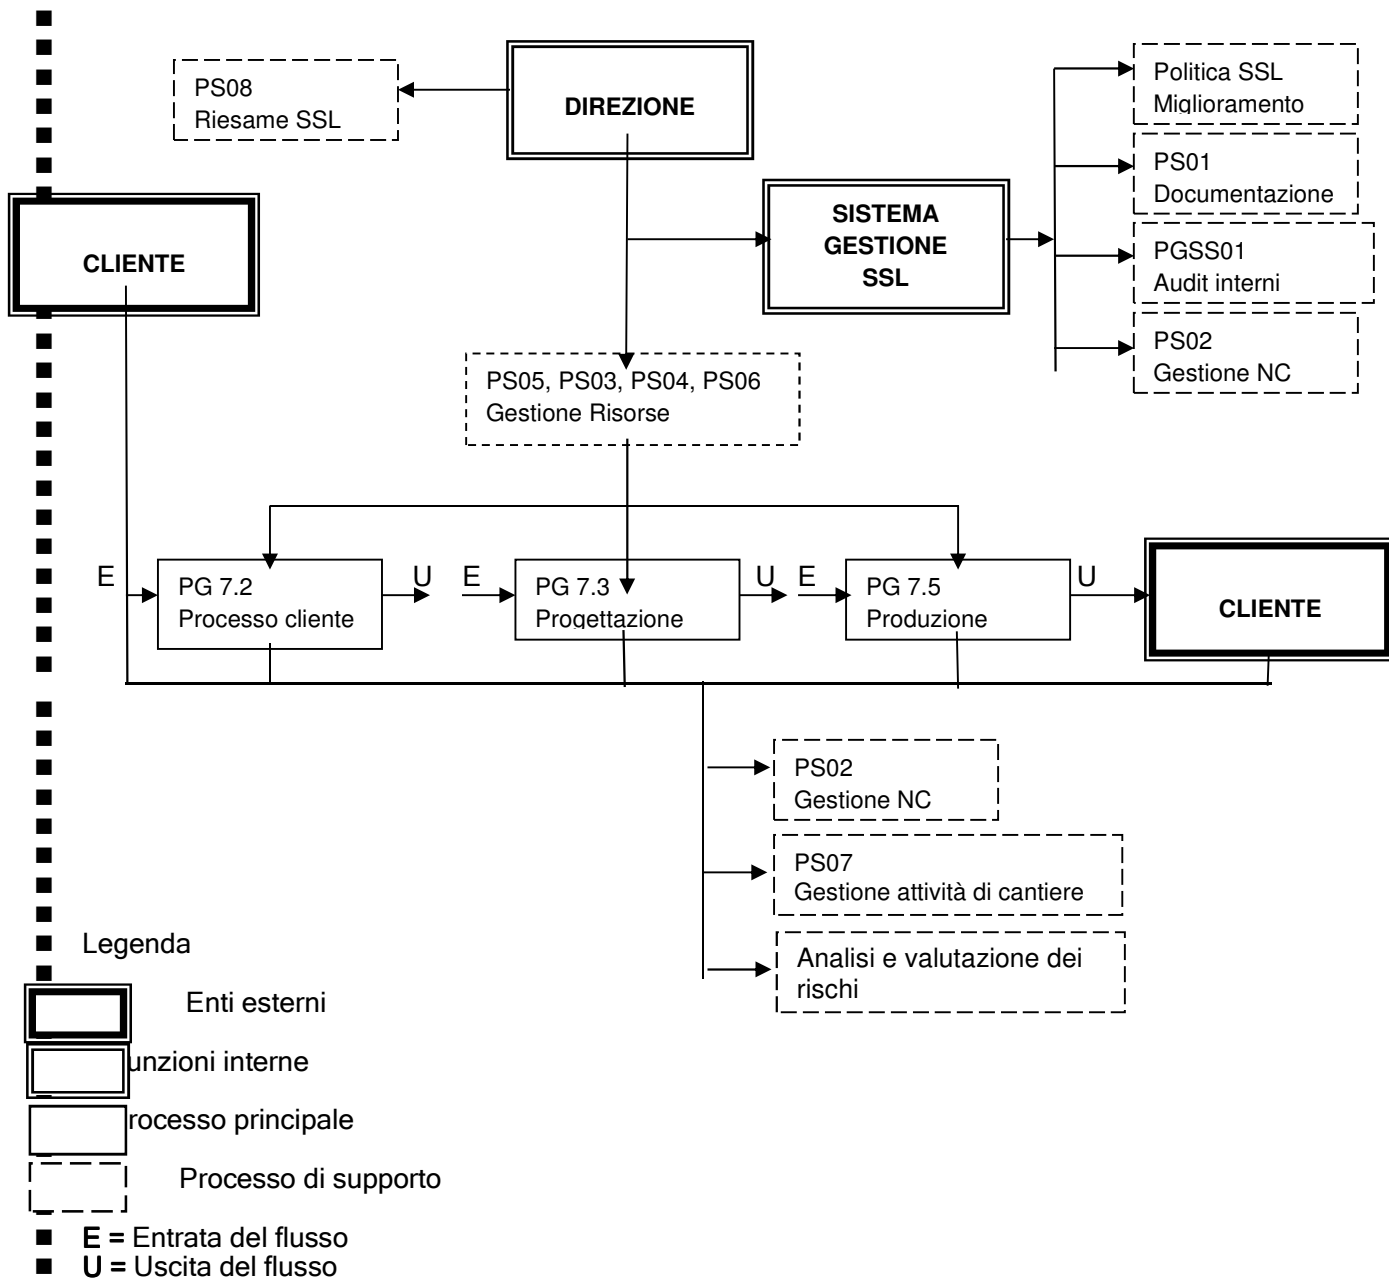 PS08
Riesame SSL
DIREZIONE
Politica SSL
Miglioramento
PS01
Documentazione
SISTEMA
GESTIONE
SSL
PGSS01
Audit interni
CLIENTE
PS02
Gestione NC
PS05, PS03, PS04, PS06
Gestione Risorse
E
PG 7.2
Processo cliente
U
E
PG 7.3
Progettazione
U
E
PG 7.5
Produzione
U
CLIENTE
PS02
Gestione NC
PS07
Gestione attività di cantiere
Analisi e valutazione dei
rischi
Legenda
Enti esterni
unzioni interne
rocesso principale
Processo di supporto
E = Entrata del flusso
U = Uscita del flusso